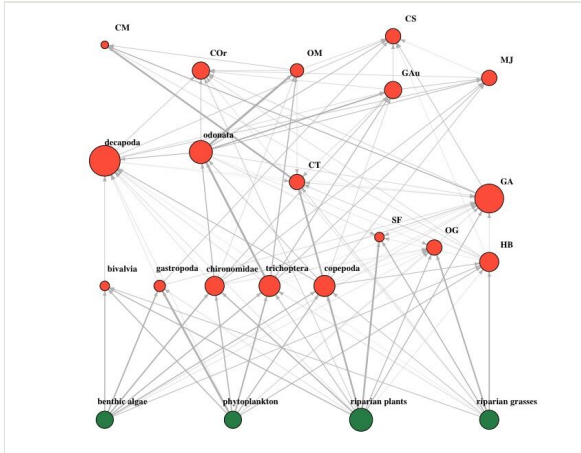 CS
CM
COr
OM
MJ
GAu
odonata
decapoda
CT
GA
SF
OG
HB
bivalvia
gastropoda
chironomidae
trichoptera
copepoda
benthic algae
phytoplankton
riparian plants
riparian grasses